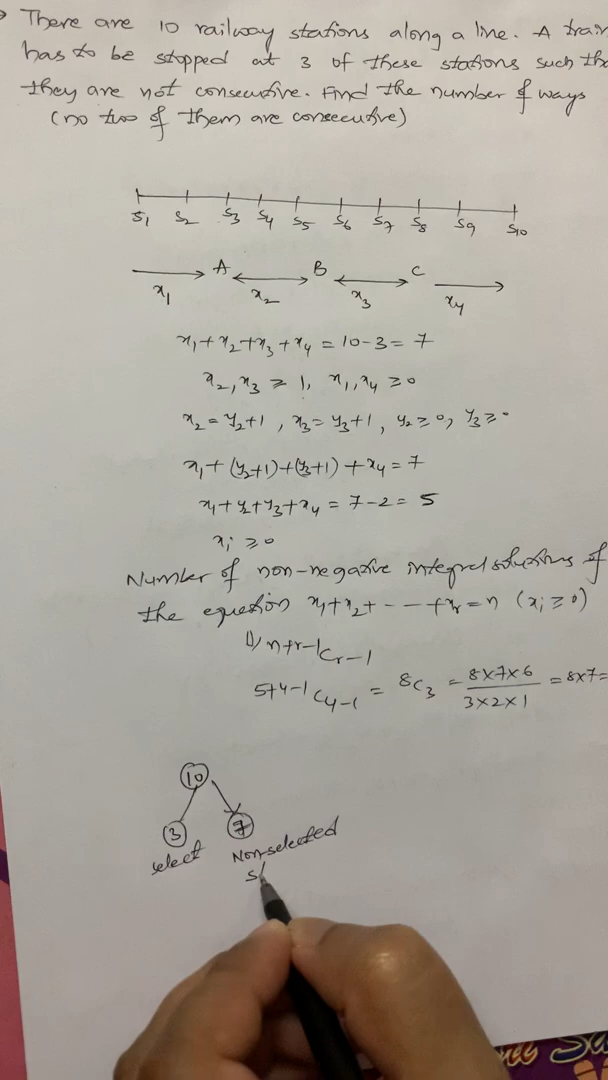 There are 10 railway stations along a line. A train
has to be stopped at 3 of these stations such tha
they are not consecutive. Find the number of ways
(no two of them are consecutive)
S1 S2 S3 S4 S5 S6 S7 S8 S9 S10
A B C
x1 x2 x3 x4
x1+x2+x3+x4 = 10-3 = 7
x2, x3 ≥ 1, x1, x4 ≥ 0
x2 = y2+1, x3 = y3+1, y2 ≥ 0, y3 ≥ 0
x1+(y2+1)+(y3+1)+x4 = 7
x1+y2+y3+x4 = 7-2 = 5
xi ≥ 0
Number of non-negative integral solutions of
the equation x1+x2+---+xr = n (xi ≥ 0)
is n+r-1Cr-1
5+4-1C4-1 = 8C3 = 8×7×6/3×2×1 = 8×7=
10
3 7
select Non-selected